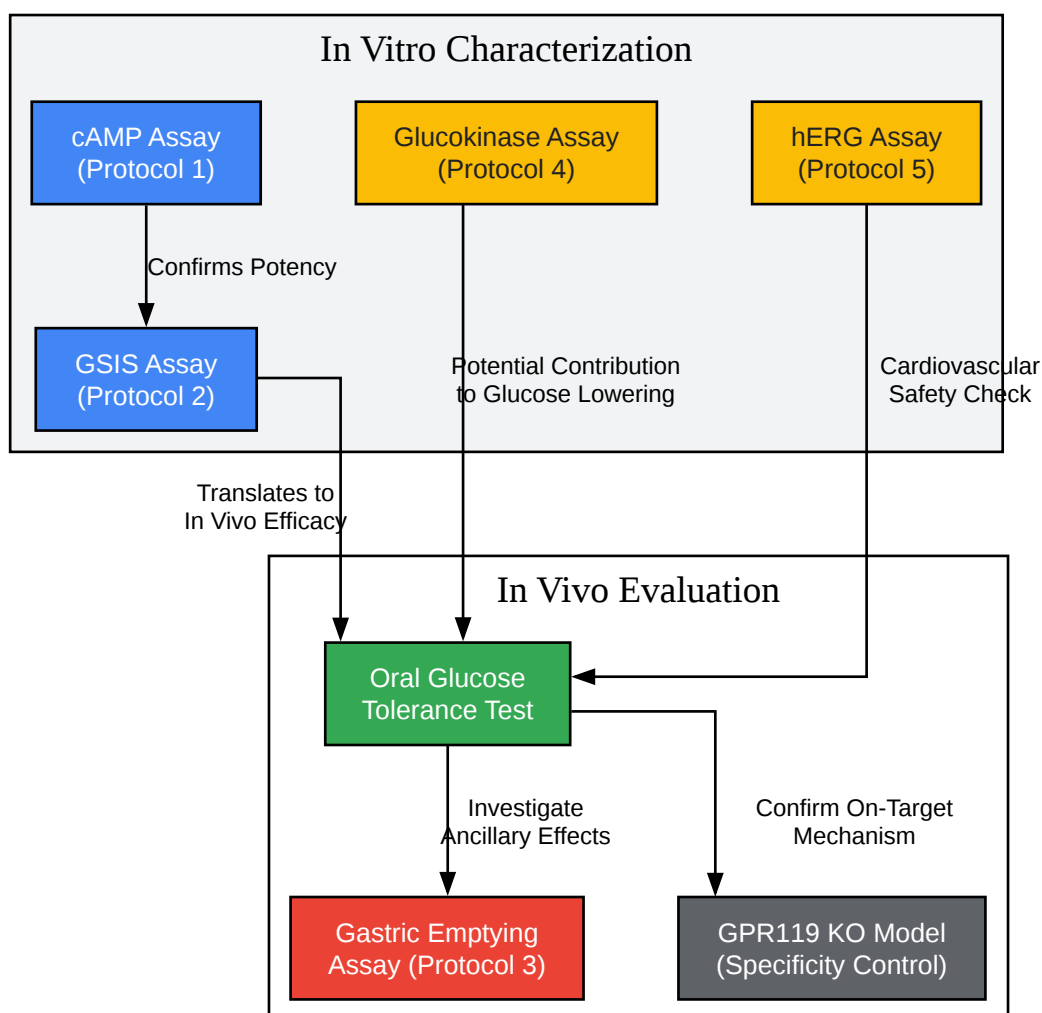 In Vitro Characterization
cAMP Assay
(Protocol 1)
Glucokinase Assay
(Protocol 4)
hERG Assay
(Protocol 5)
Confirms Potency
GSIS Assay
(Protocol 2)
Potential Contribution
to Glucose Lowering
Cardiovascular
Safety Check
Translates to
In Vivo Efficacy
In Vivo Evaluation
Oral Glucose
Tolerance Test
Investigate
Ancillary Effects
Confirm On-Target
Mechanism
Gastric Emptying
Assay (Protocol 3)
GPR119 KO Model
(Specificity Control)